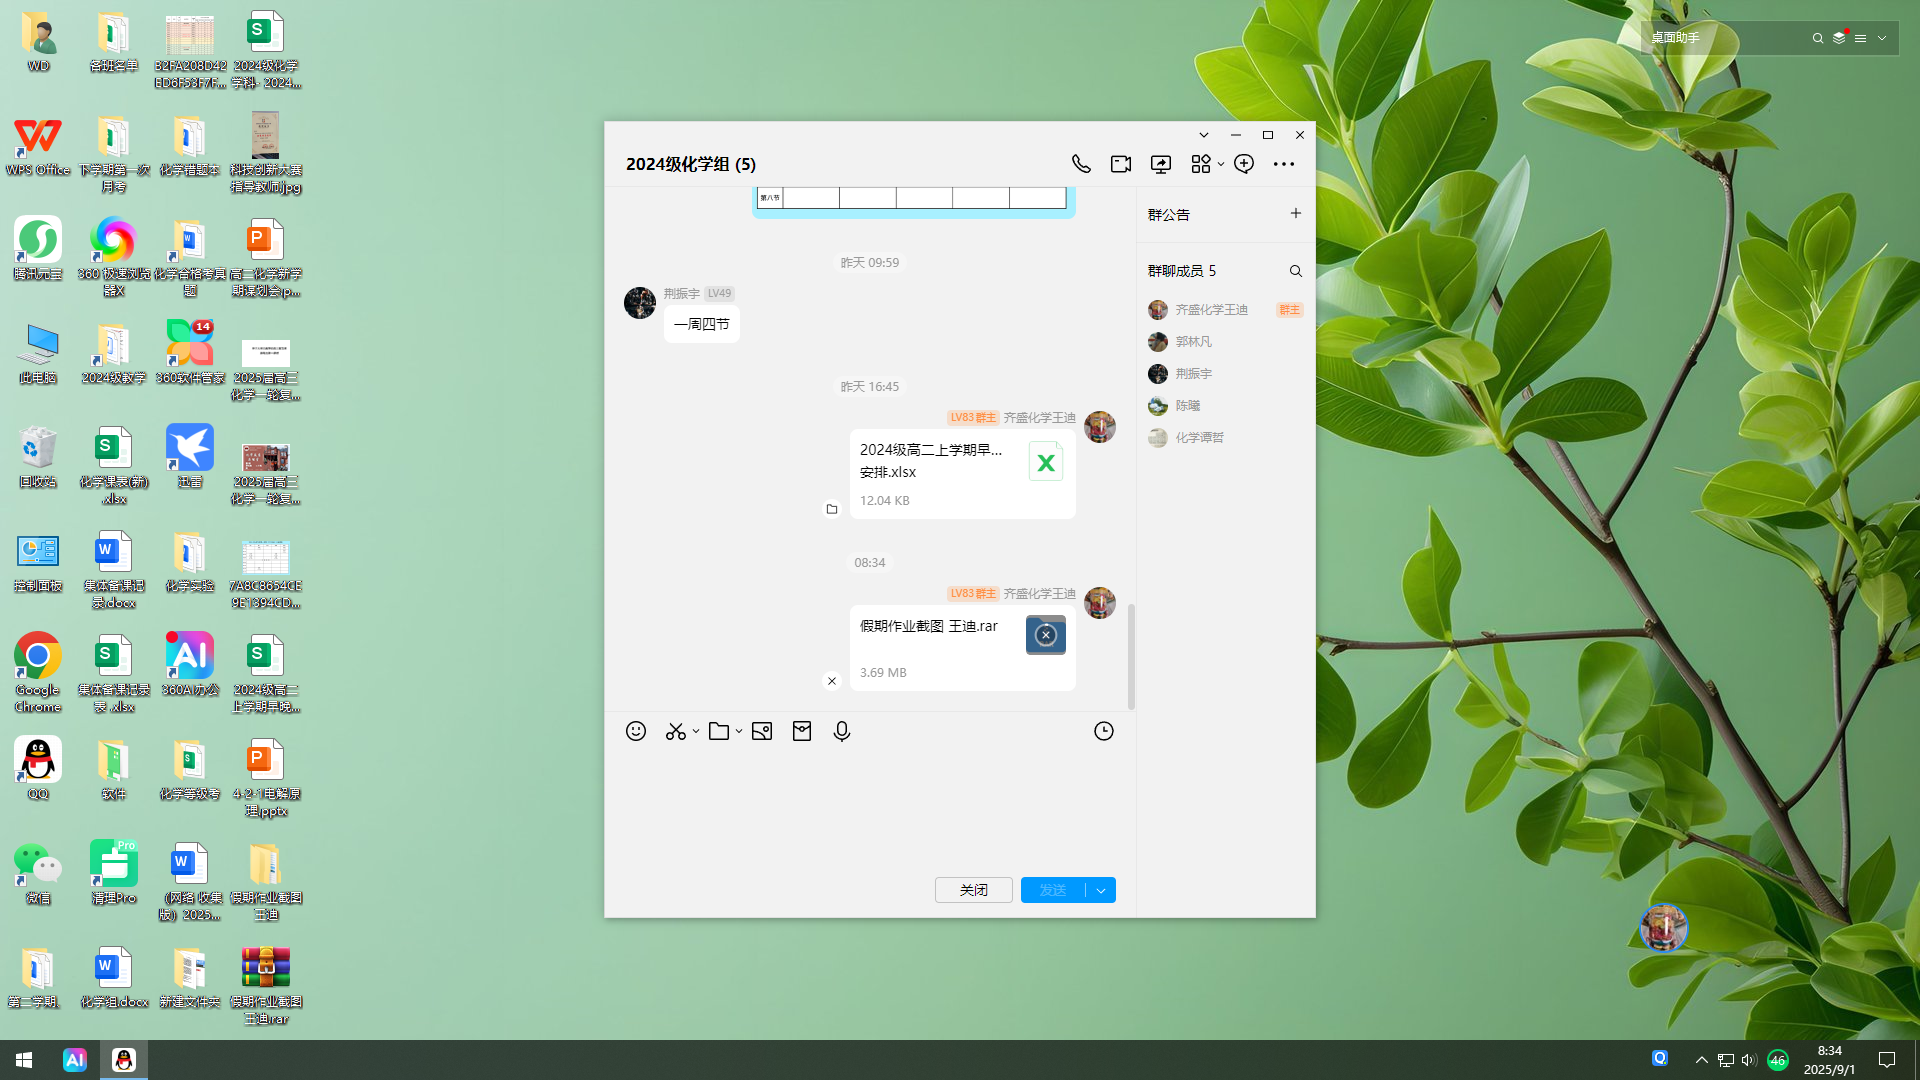 WD
各班名单
B2FA208D42
ED6F53F7F...
2024级化学
学科- 2024...
WPS Office
下学期第一次
月考
化学错题本
科技创新大赛
指导教师.jpg
腾讯元宝
360 极速浏览
器X
化学合格考真
题
高二化学新学
期谋划会.p...
此电脑
2024级教学
14
360软件管家
2025届高三
化学一轮复...
回收站
化学课表(新)
.xlsx
迅雷
2025届高三
化学一轮复...
控制面板
集体备课记
录.docx
化学实验
7A8C8654CE
9E1394CD...
Google
Chrome
集体备课记录
表 .xlsx
AI
360AI办公
2024级高二
上学期早晚...
QQ
软件
化学等级考
4-2-1电解原
理.pptx
微信
Pro
清理Pro
(网络 收集
版) 2025...
假期作业截图
王迪
第二学期.
化学组.docx
新建文件夹
假期作业截图
王迪.rar
2024级化学组 (5)
第八节
昨天 09:59
荆振宇 LV49
一周四节
昨天 16:45
LV83 群主 齐盛化学王迪
2024级高二上学期早...
安排.xlsx
12.04 KB
08:34
LV83 群主 齐盛化学王迪
假期作业截图 王迪.rar
3.69 MB
关闭
发送
群公告
群聊成员 5
齐盛化学王迪 群主
郭林凡
荆振宇
陈曦
化学谭哲
桌面助手
AI
46
8:34
2025/9/1